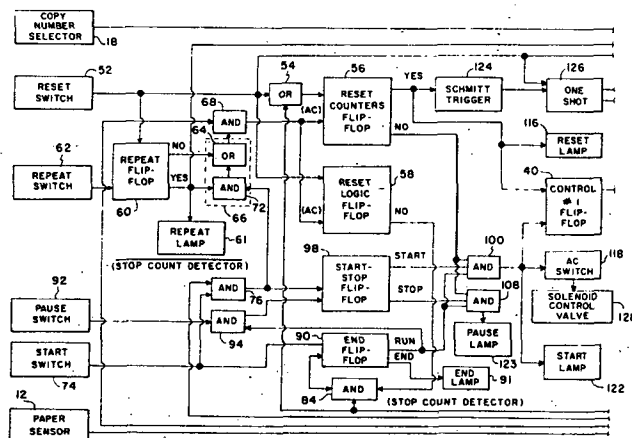 COPY
NUMBER
SELECTOR
18
52
RESET
SWITCH
54
OR
56
RESET
COUNTERS
FLIP-
FLOP
YES
NO
124
SCHMITT
TRIGGER
126
ONE
SHOT
68
AND
(AC)
64
OR
62
REPEAT
SWITCH
REPEAT
FLIP-
FLOP
60
NO
YES
AND
72
66
REPEAT
LAMP
61
(AC)
RESET
LOGIC
FLIP-
FLOP
58
NO
116
RESET
LAMP
40
CONTROL
# 1
FLIP-
FLOP
(STOP COUNT DETECTOR)
98
START-
STOP
FLIP-
FLOP
START
STOP
100
AND
108
AND
AC
SWITCH
118
SOLENOID
CONTROL
VALVE
120
92
PAUSE
SWITCH
AND
76
AND
94
PAUSE
LAMP
123
START
SWITCH
74
90
END
FLIP-
FLOP
RUN
END
END
LAMP
91
START
LAMP
122
AND
84
(STOP COUNT DETECTOR)
12
PAPER
SENSOR